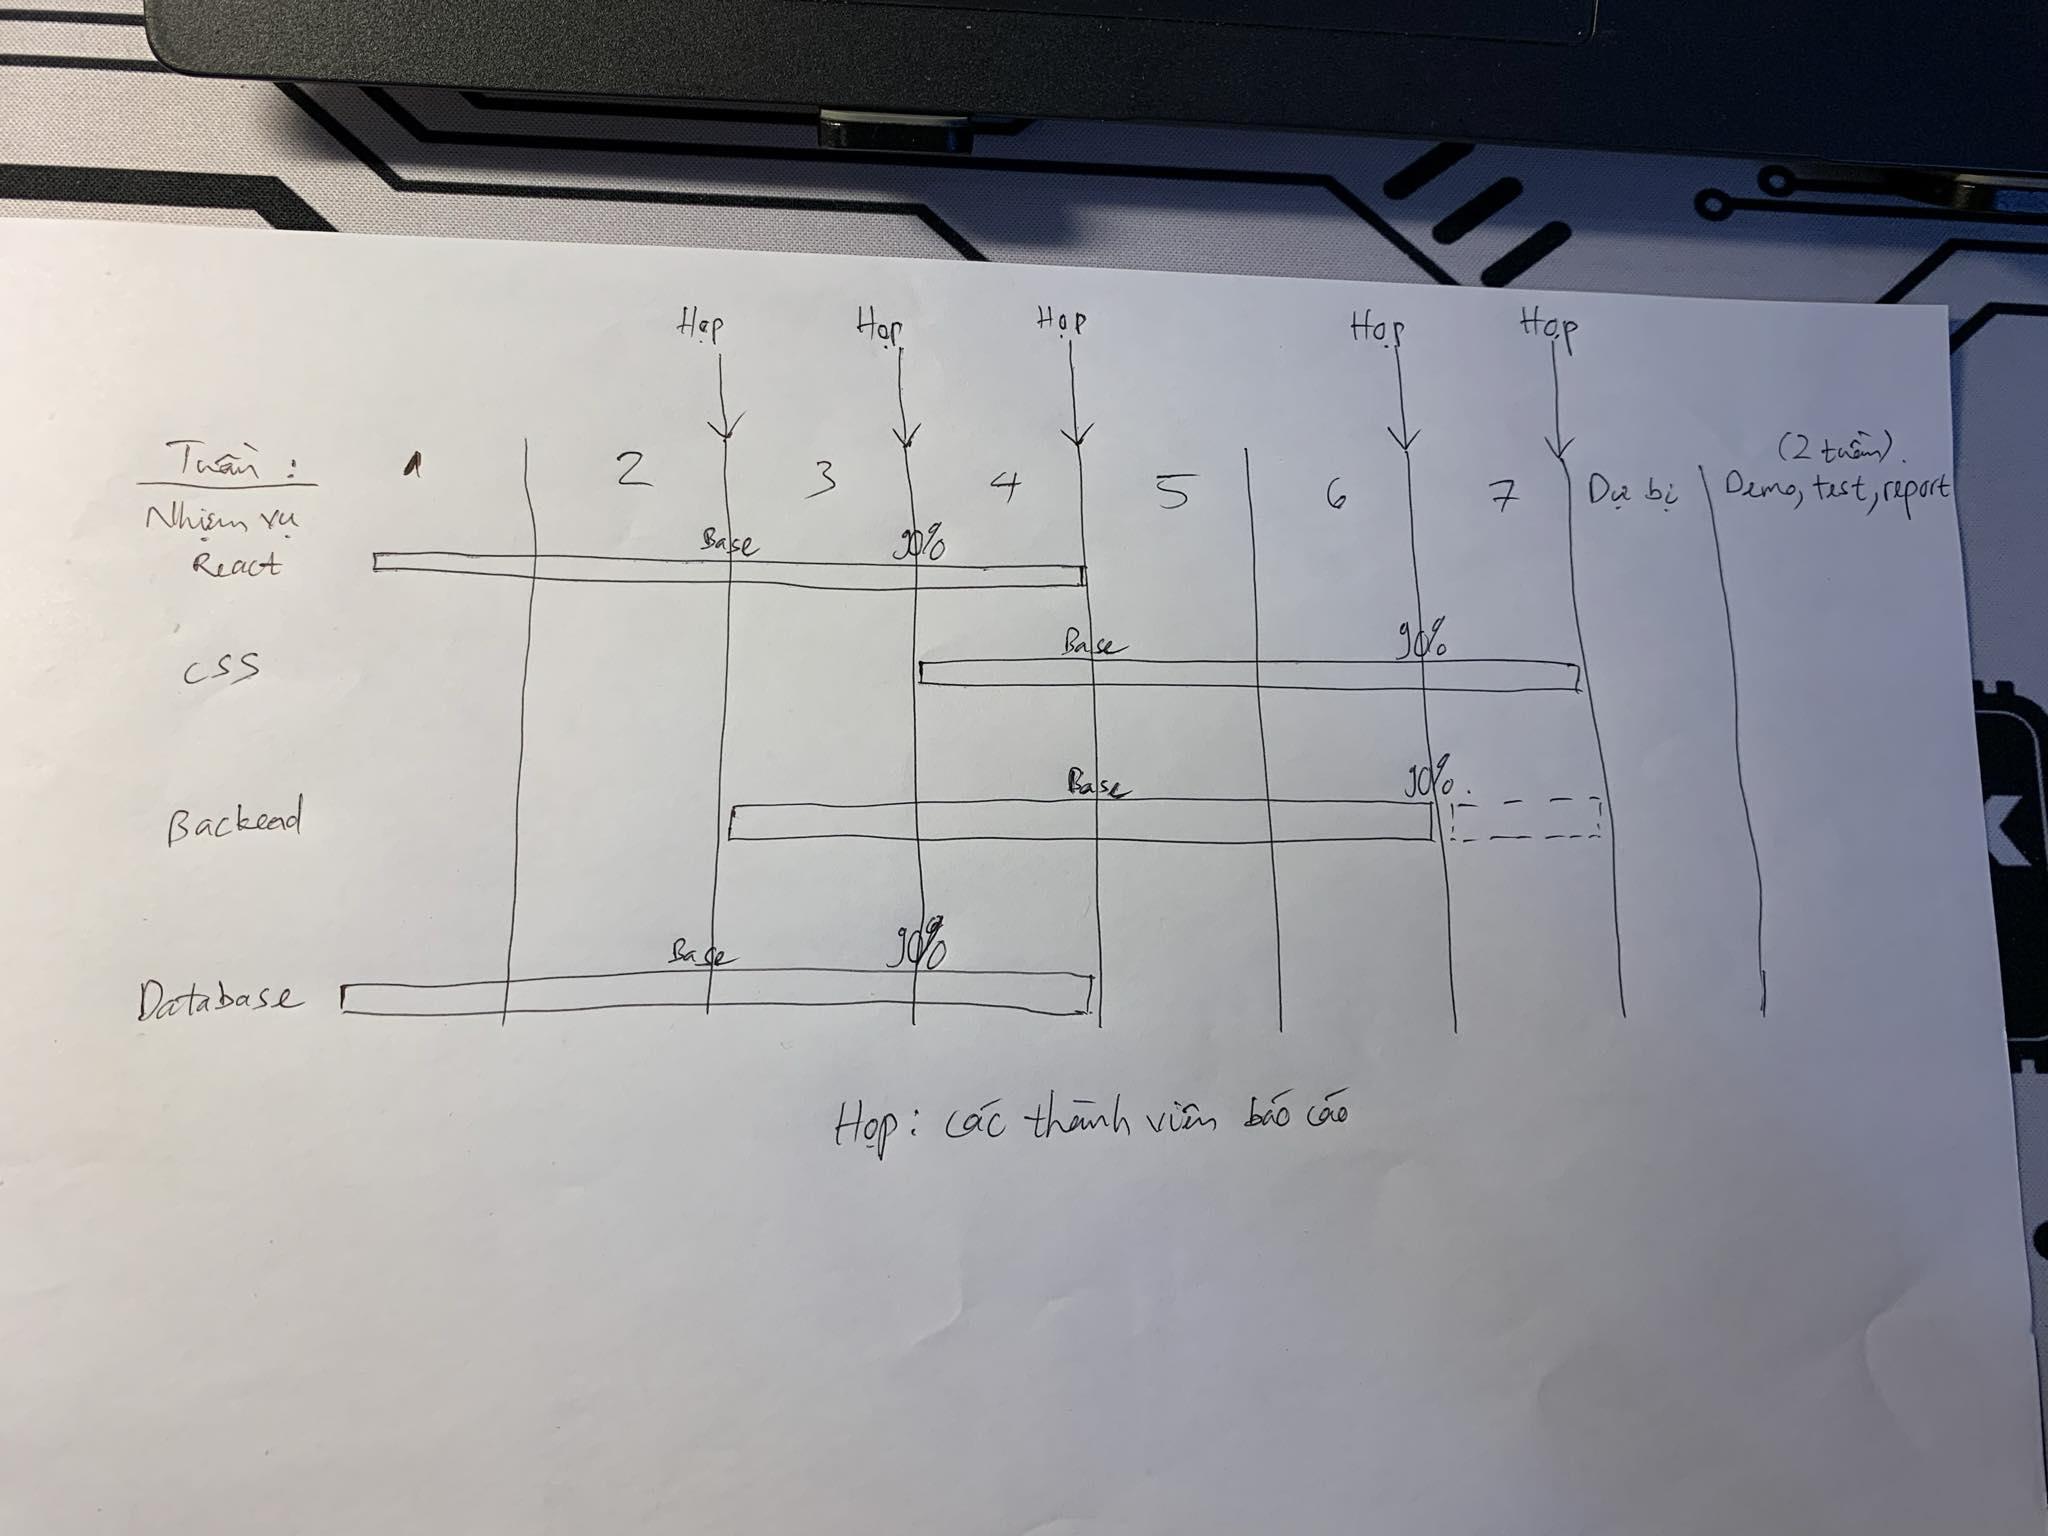 Họp Họp Họp Họp Họp
(2 tuần).
Tuần : 1 2 3 4 5 6 7 Dự bị Demo, test, report
Nhiệm vụ
Base 90%
React
Base 90%
CSS
Base 90%.
Backend
Base 90%
Database
Họp : các thành viên báo cáo